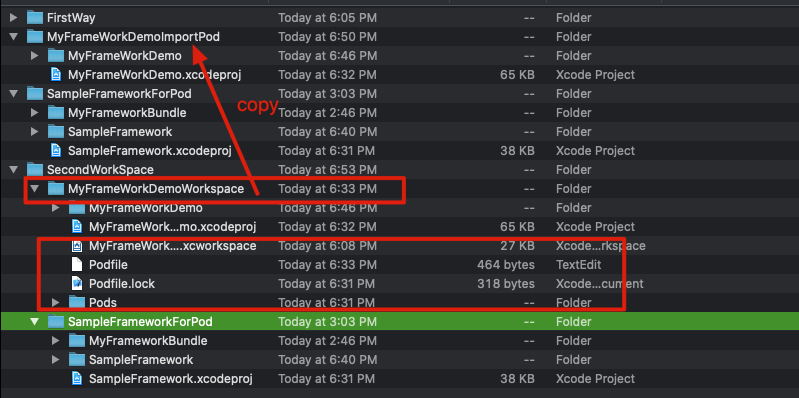 FirstWay Today at 6:05 PM -- Folder
MyFrameWorkDemoImportPod Today at 6:50 PM -- Folder
MyFrameWorkDemo Today at 6:46 PM -- Folder
MyFrameWorkDemo.xcodeproj Today at 6:32 PM 65 KB Xcode Project
SampleFrameworkForPod Today at 3:03 PM -- Folder
copy
MyFrameworkBundle Today at 2:46 PM -- Folder
SampleFramework Today at 6:40 PM -- Folder
SampleFramework.xcodeproj Today at 6:31 PM 38 KB Xcode Project
SecondWorkSpace Today at 6:53 PM -- Folder
MyFrameWorkDemoWorkspace Today at 6:33 PM -- Folder
MyFrameWorkDemo Today at 6:46 PM -- Folder
MyFrameWork...mo.xcodeproj Today at 6:32 PM 65 KB Xcode Project
MyFrameWork...xcworkspace Today at 6:08 PM 27 KB Xcode...rkspace
Podfile Today at 6:33 PM 464 bytes TextEdit
Podfile.lock Today at 6:31 PM 318 bytes Xcode...cument
Pods Today at 6:31 PM -- Folder
SampleFrameworkForPod Today at 3:03 PM -- Folder
MyFrameworkBundle Today at 2:46 PM -- Folder
SampleFramework Today at 6:40 PM -- Folder
SampleFramework.xcodeproj Today at 6:31 PM 38 KB Xcode Project